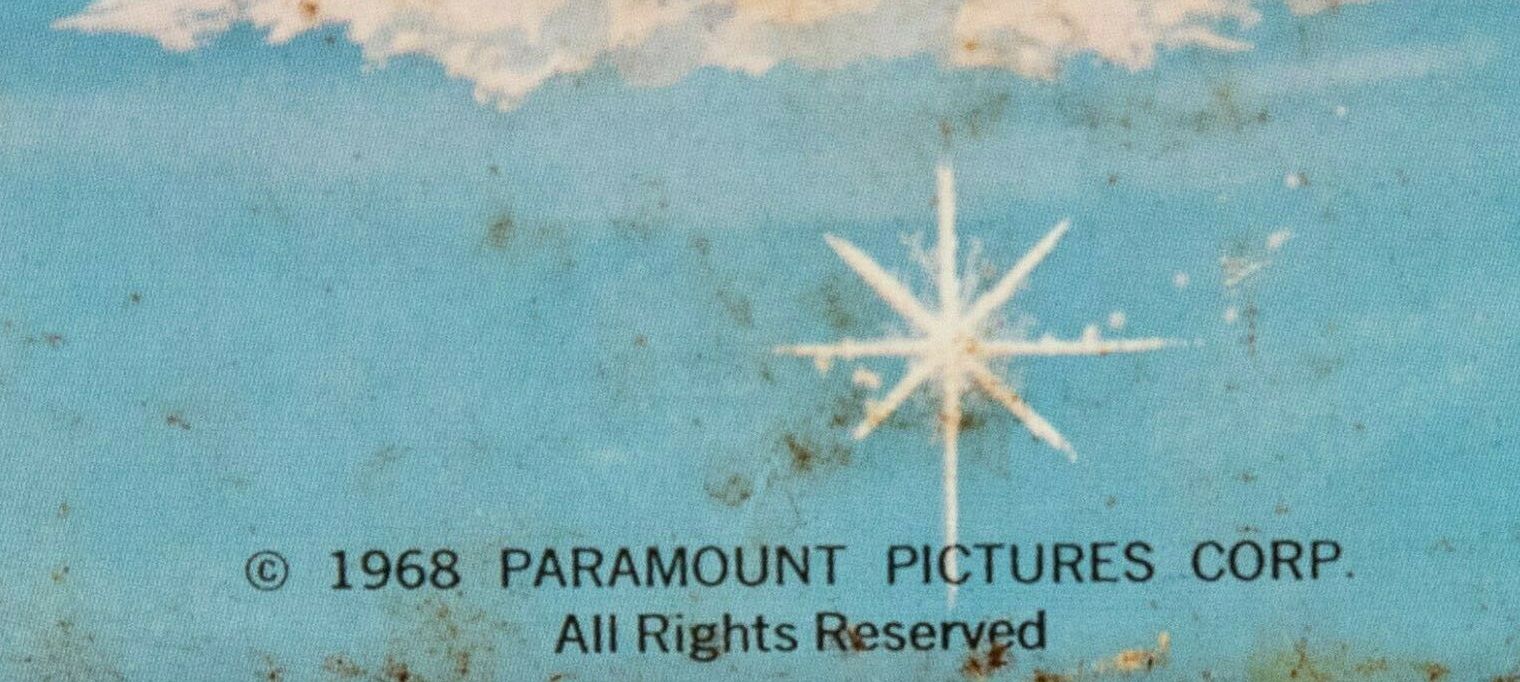 © 1968 PARAMOUNT PICTURES CORP.
All Rights Reserved